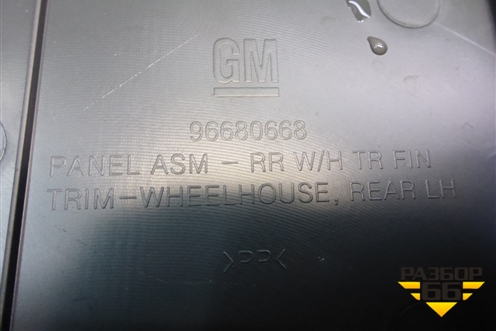 GM
96680668
PANEL ASM - RR W/H TR FIN
TRIM-WHEELHOUSE, REAR LH
>PP<
РАЗБОР
66